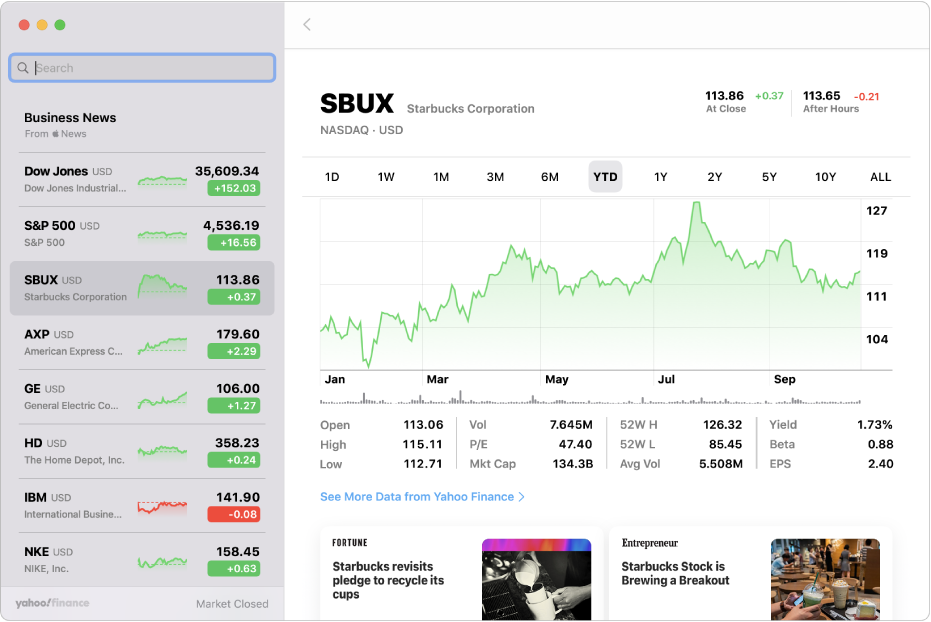 Search
Business News
From  News
Dow Jones USD 35,609.34
Dow Jones Industrial... +152.03
S&P 500 USD 4,536.19
S&P 500 +16.56
SBUX USD 113.86
Starbucks Corporation +0.37
AXP USD 179.60
American Express C... +2.29
GE USD 106.00
General Electric Co... +1.27
HD USD 358.23
The Home Depot, Inc. +0.24
IBM USD 141.90
International Busine... -0.08
NKE USD 158.45
NIKE, Inc. +0.63
yahoo!finance Market Closed
SBUX Starbucks Corporation
NASDAQ · USD
113.86 +0.37
At Close
113.65 -0.21
After Hours
1D 1W 1M 3M 6M YTD 1Y 2Y 5Y 10Y ALL
127
119
111
104
Jan Mar May Jul Sep
Open 113.06 Vol 7.645M 52W H 126.32 Yield 1.73%
High 115.11 P/E 47.40 52W L 85.45 Beta 0.88
Low 112.71 Mkt Cap 134.3B Avg Vol 5.508M EPS 2.40
See More Data from Yahoo Finance >
FORTUNE
Starbucks revisits
pledge to recycle its
cups
Entrepreneur
Starbucks Stock is
Brewing a Breakout